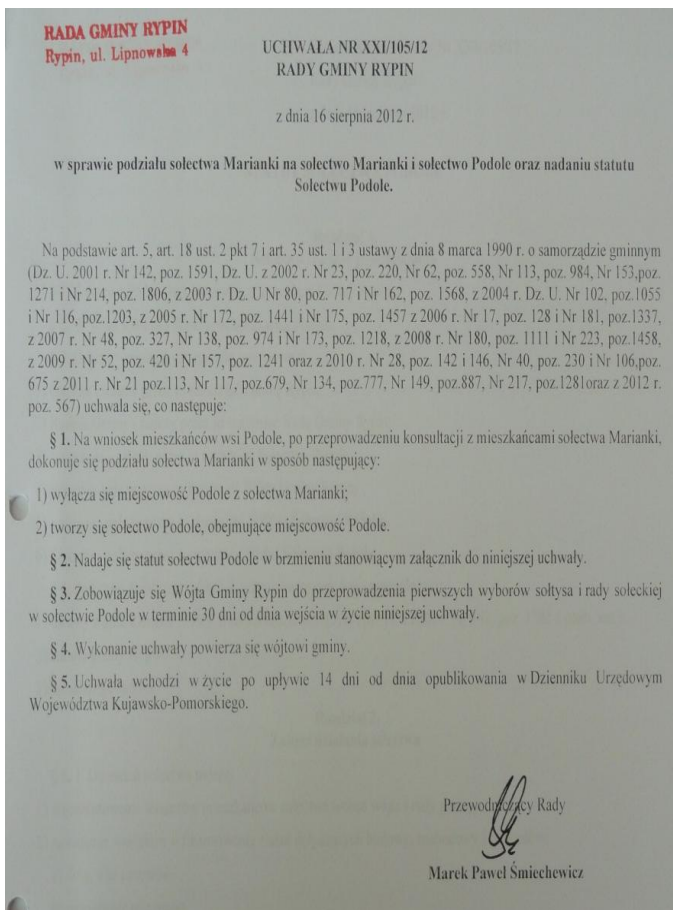 RADA GMINY RYPIN
Rypin, ul. Lipnowska 4
UCHWAŁA NR XXI/105/12
RADY GMINY RYPIN
z dnia 16 sierpnia 2012 r.
w sprawie podziału sołectwa Marianki na sołectwo Marianki i sołectwo Podole oraz nadaniu statutu
Sołectwu Podole.
Na podstawie art. 5, art. 18 ust. 2 pkt 7 i art. 35 ust. 1 i 3 ustawy z dnia 8 marca 1990 r. o samorządzie gminnym
(Dz. U. 2001 r. Nr 142, poz. 1591, Dz. U. z 2002 r. Nr 23, poz. 220, Nr 62, poz. 558, Nr 113, poz. 984, Nr 153,poz.
1271 i Nr 214, poz. 1806, z 2003 r. Dz. U Nr 80, poz. 717 i Nr 162, poz. 1568, z 2004 r. Dz. U. Nr 102, poz.1055
i Nr 116, poz.1203, z 2005 r. Nr 172, poz. 1441 i Nr 175, poz. 1457 z 2006 r. Nr 17, poz. 128 i Nr 181, poz.1337,
z 2007 r. Nr 48, poz. 327, Nr 138, poz. 974 i Nr 173, poz. 1218, z 2008 r. Nr 180, poz. 1111 i Nr 223, poz.1458,
z 2009 r. Nr 52, poz. 420 i Nr 157, poz. 1241 oraz z 2010 r. Nr 28, poz. 142 i 146, Nr 40, poz. 230 i Nr 106,poz.
675 z 2011 r. Nr 21 poz.113, Nr 117, poz.679, Nr 134, poz.777, Nr 149, poz.887, Nr 217, poz.1281oraz z 2012 r.
poz. 567) uchwala się, co następuje:
§ 1. Na wniosek mieszkańców wsi Podole, po przeprowadzeniu konsultacji z mieszkańcami sołectwa Marianki,
dokonuje się podziału sołectwa Marianki w sposób następujący:
1) wyłącza się miejscowość Podole z sołectwa Marianki;
2) tworzy się sołectwo Podole, obejmujące miejscowość Podole.
§ 2. Nadaje się statut sołectwu Podole w brzmieniu stanowiącym załącznik do niniejszej uchwały.
§ 3. Zobowiązuje się Wójta Gminy Rypin do przeprowadzenia pierwszych wyborów sołtysa i rady sołeckiej
w sołectwie Podole w terminie 30 dni od dnia wejścia w życie niniejszej uchwały.
§ 4. Wykonanie uchwały powierza się wójtowi gminy.
§ 5. Uchwała wchodzi w życie po upływie 14 dni od dnia opublikowania w Dzienniku Urzędowym
Województwa Kujawsko-Pomorskiego.
Przewodniczący Rady
Marek Paweł Śmiechewicz